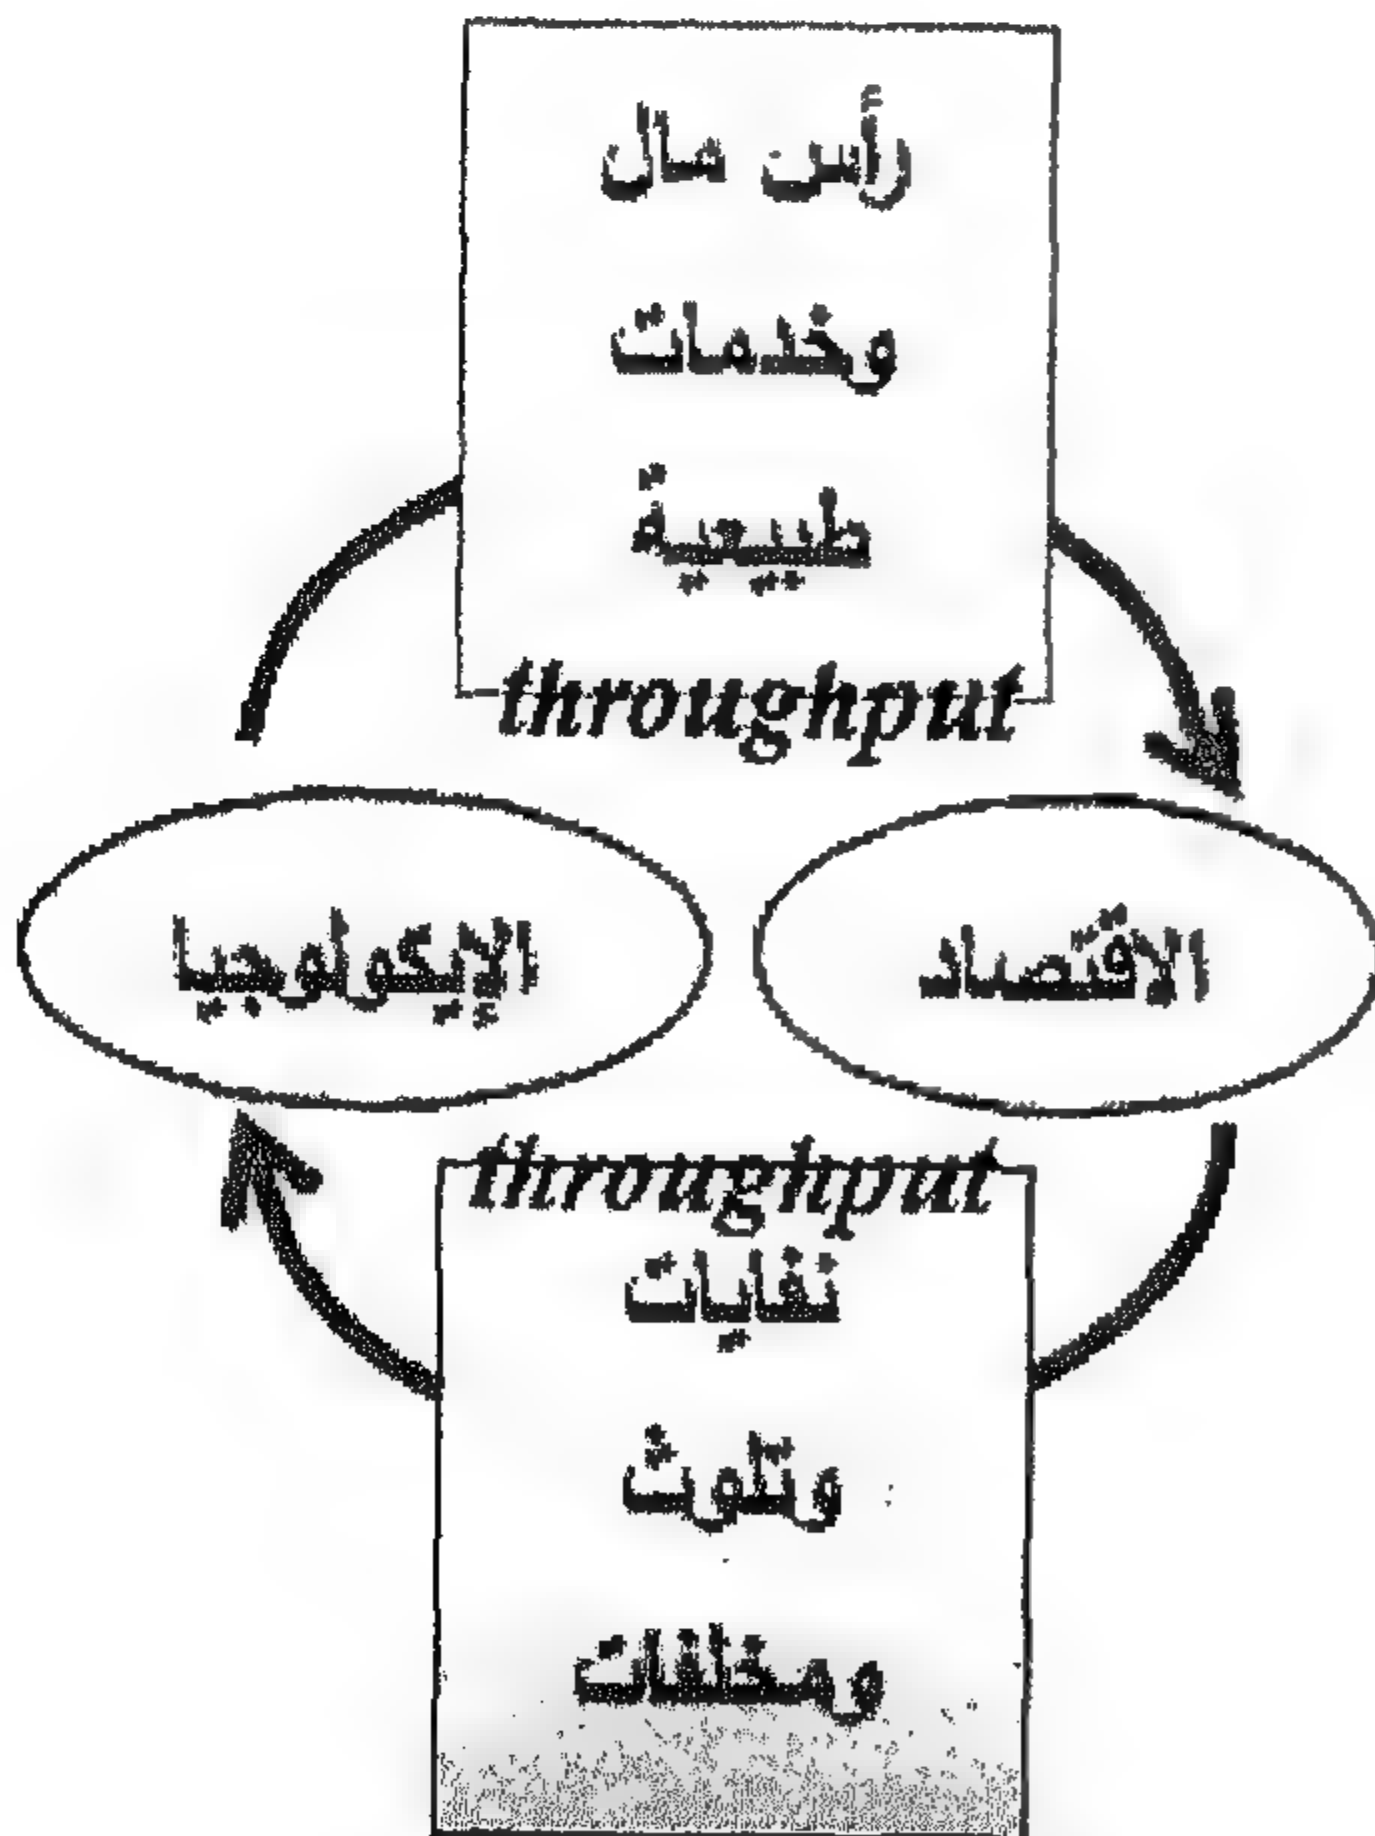 رأس مال
وخدمات
طبيعية
throughput
الاقتصاد
الإيكولوجيا
throughput
نفايات
وتلوث
ومخلفات